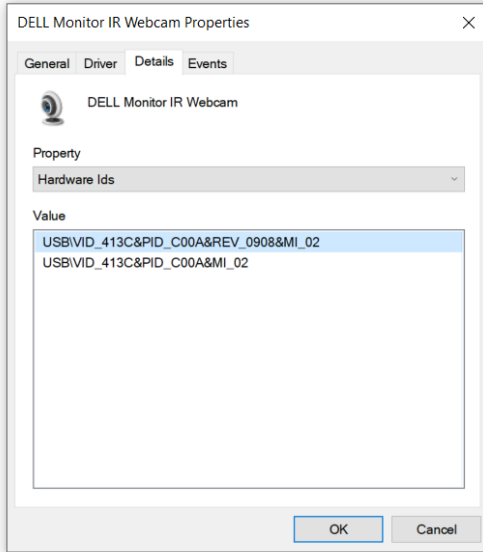 DELL Monitor IR Webcam Properties
General Driver Details Events
DELL Monitor IR Webcam
Property
Hardware Ids
Value
USB\VID_413C&PID_C00A&REV_0908&MI_02
USB\VID_413C&PID_C00A&MI_02
OK Cancel